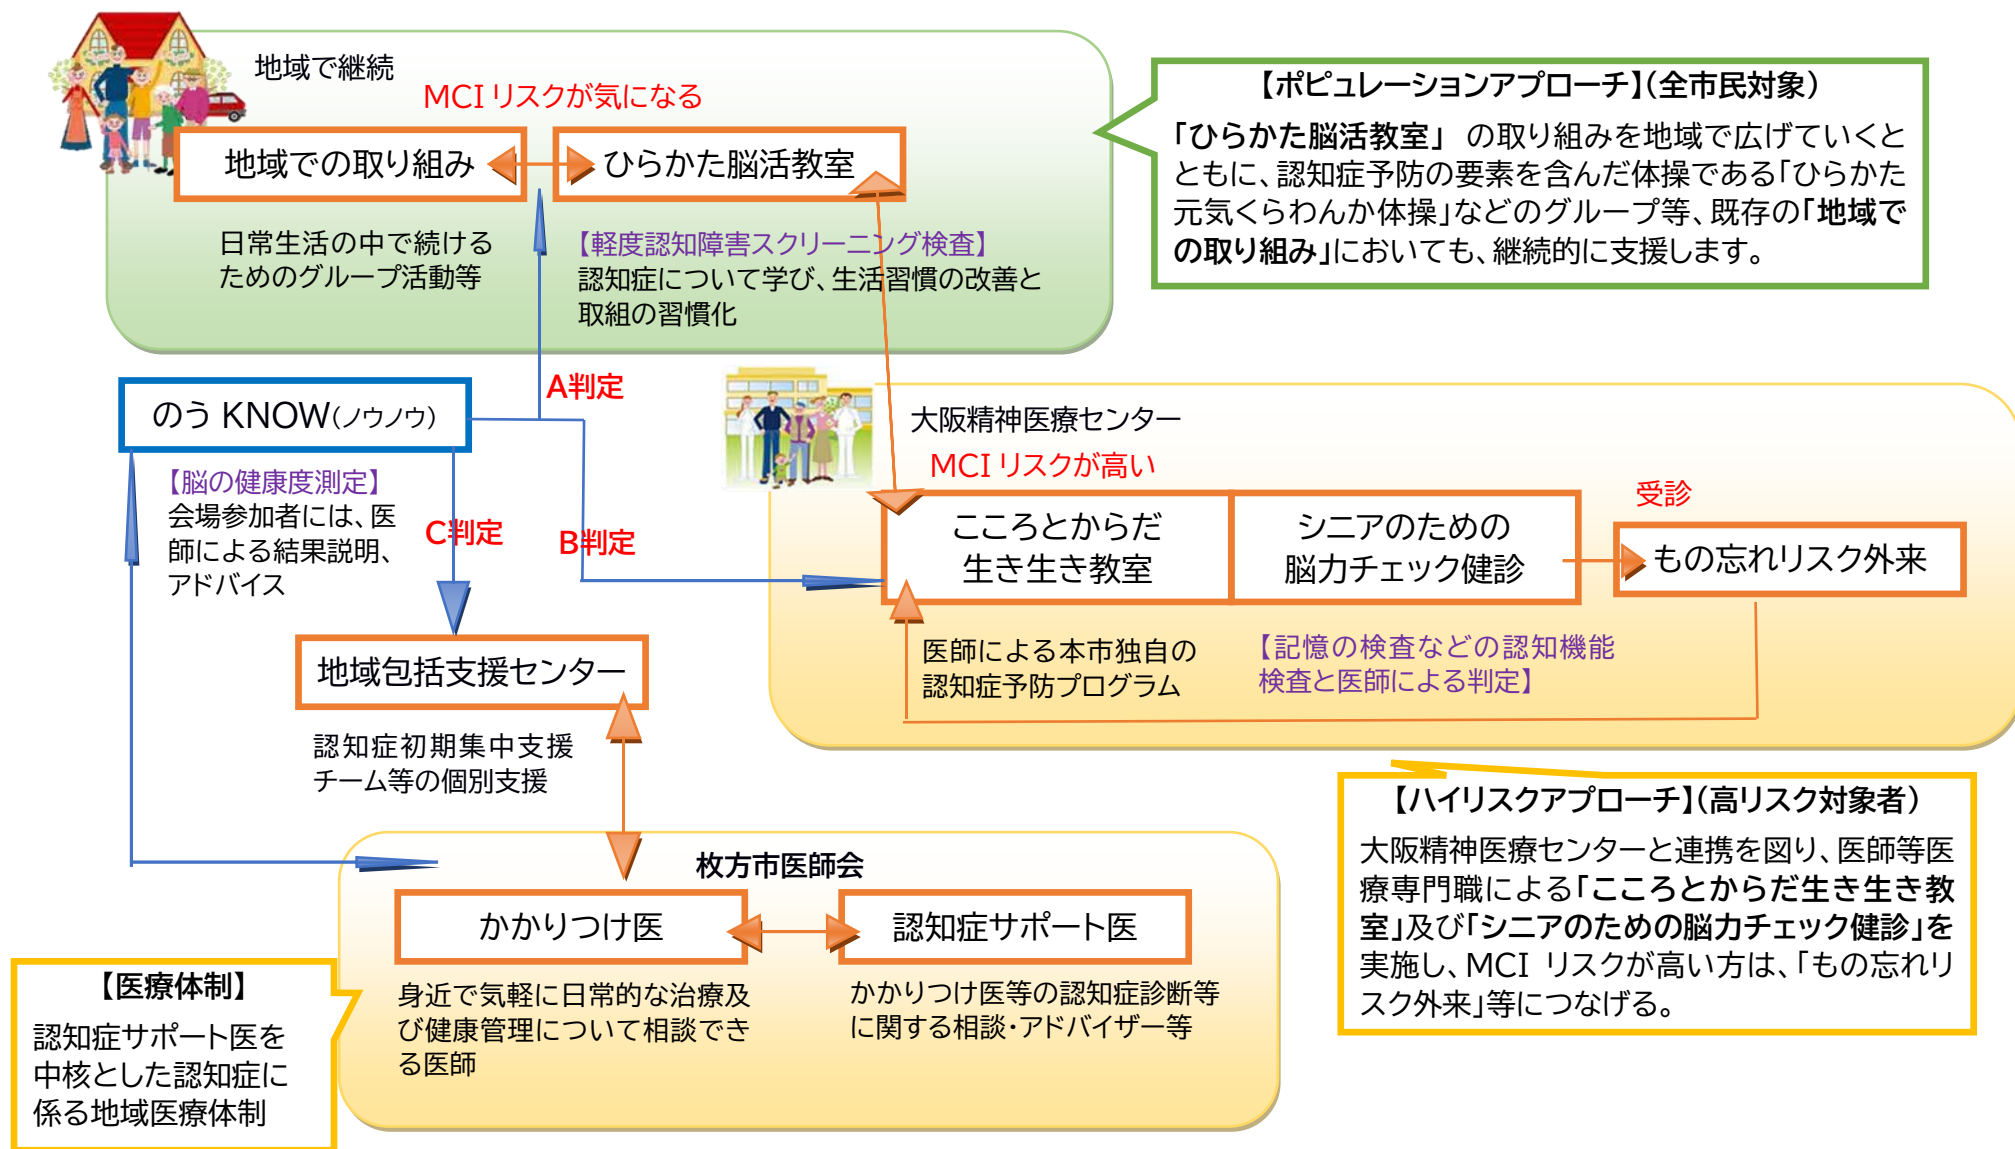 地域で継続
MCIリスクが気になる
地域での取り組み
ひらかた脳活教室
日常生活の中で続ける
ためのグループ活動等
【軽度認知障害スクリーニング検査】
認知症について学び、生活習慣の改善と
取組の習慣化
【ポピュレーションアプローチ】(全市民対象)
「ひらかた脳活教室」 の取り組みを地域で広げていくと
ともに、認知症予防の要素を含んだ体操である「ひらかた
元気くらわんか体操」などのグループ等、既存の「地域で
の取り組み」においても、継続的に支援します。
のう KNOW(ノウノウ)
A判定
【脳の健康度測定】
会場参加者には、医
師による結果説明、
アドバイス
C判定
B判定
大阪精神医療センター
MCIリスクが高い
こころとからだ
生き生き教室
シニアのための
脳力チェック健診
受診
もの忘れリスク外来
医師による本市独自の
認知症予防プログラム
【記憶の検査などの認知機能
検査と医師による判定】
地域包括支援センター
認知症初期集中支援
チーム等の個別支援
【ハイリスクアプローチ】(高リスク対象者)
大阪精神医療センターと連携を図り、医師等医
療専門職による「こころとからだ生き生き教
室」及び「シニアのための脳力チェック健診」を
実施し、MCI リスクが高い方は、「もの忘れリ
スク外来」等につなげる。
枚方市医師会
かかりつけ医
認知症サポート医
身近で気軽に日常的な治療及
び健康管理について相談でき
る医師
かかりつけ医等の認知症診断等
に関する相談・アドバイザー等
【医療体制】
認知症サポート医を
中核とした認知症に
係る地域医療体制